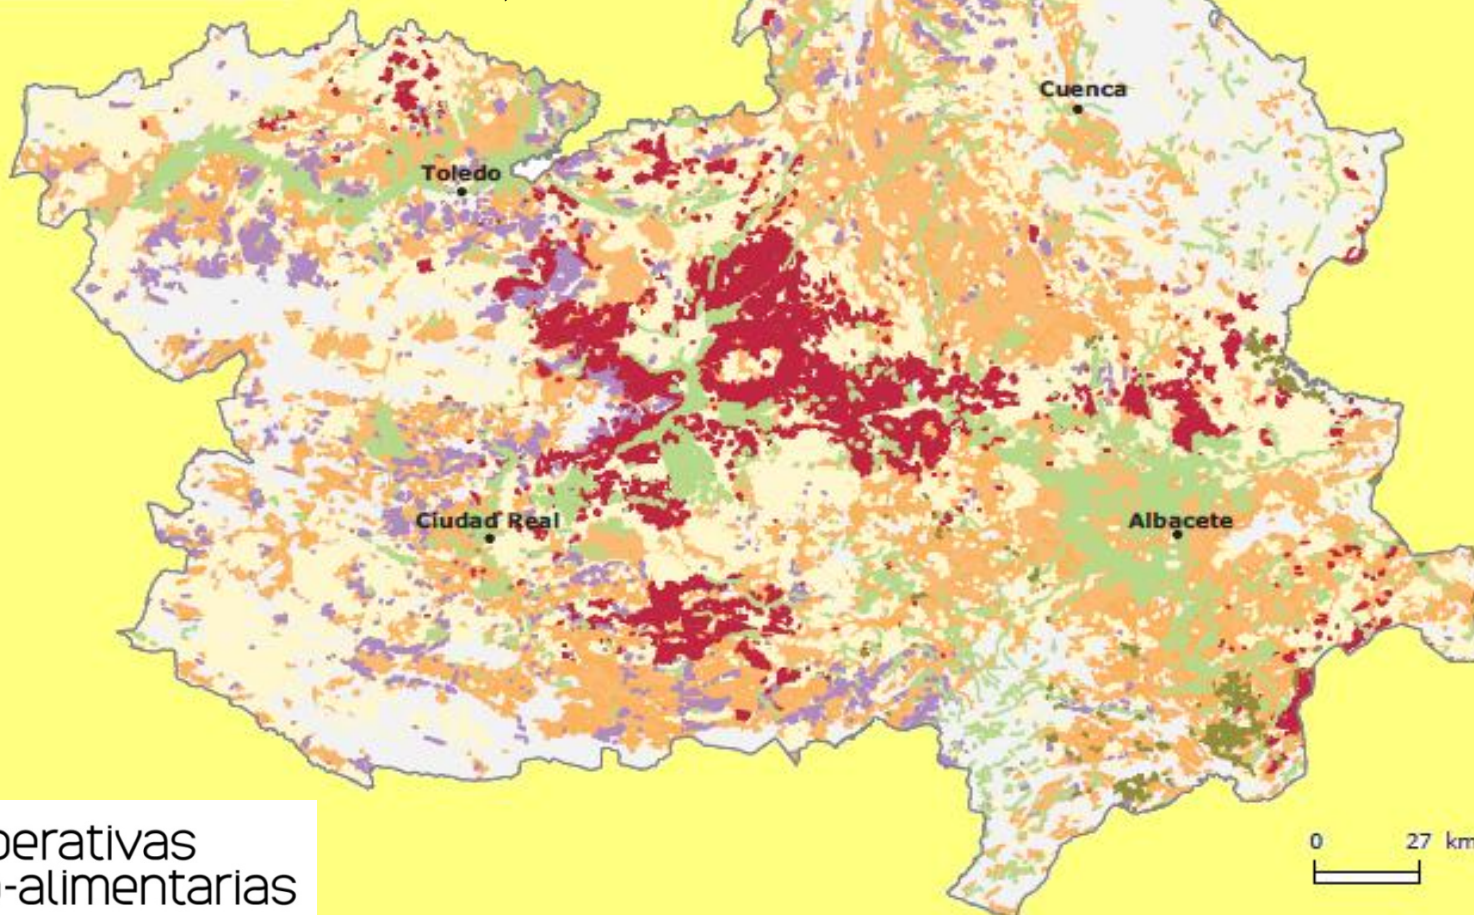 Cuenca
Toledo
Ciudad Real
Albacete
0 27 km
perativas
-alimentarias